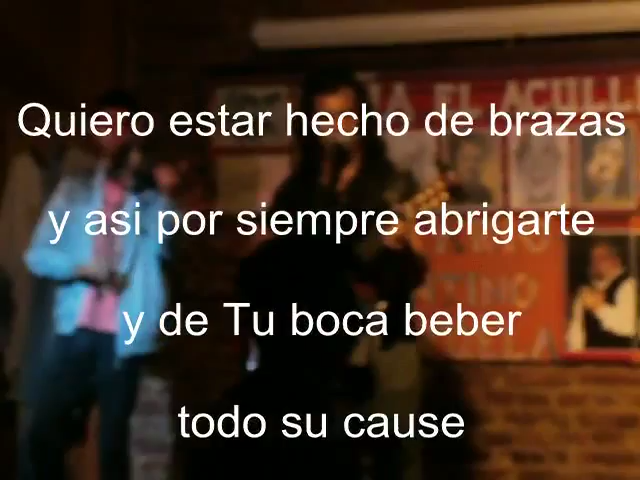 Quiero estar hecho de brazas
y asi por siempre abrigarte
y de Tu boca beber
todo su cause